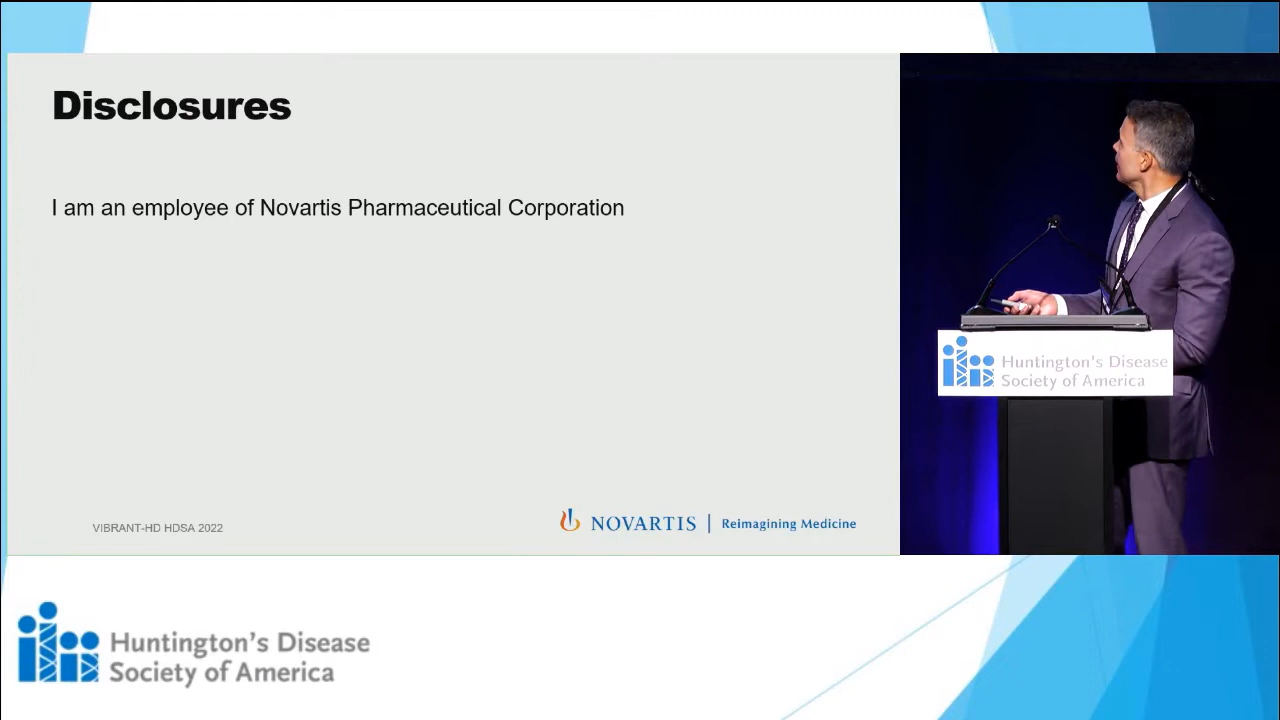 Disclosures
I am an employee of Novartis Pharmaceutical Corporation
VIBRANT-HD HDSA 2022
NOVARTIS | Reimagining Medicine
Huntington's Disease
Society of America
Huntington's Disease
Society of America